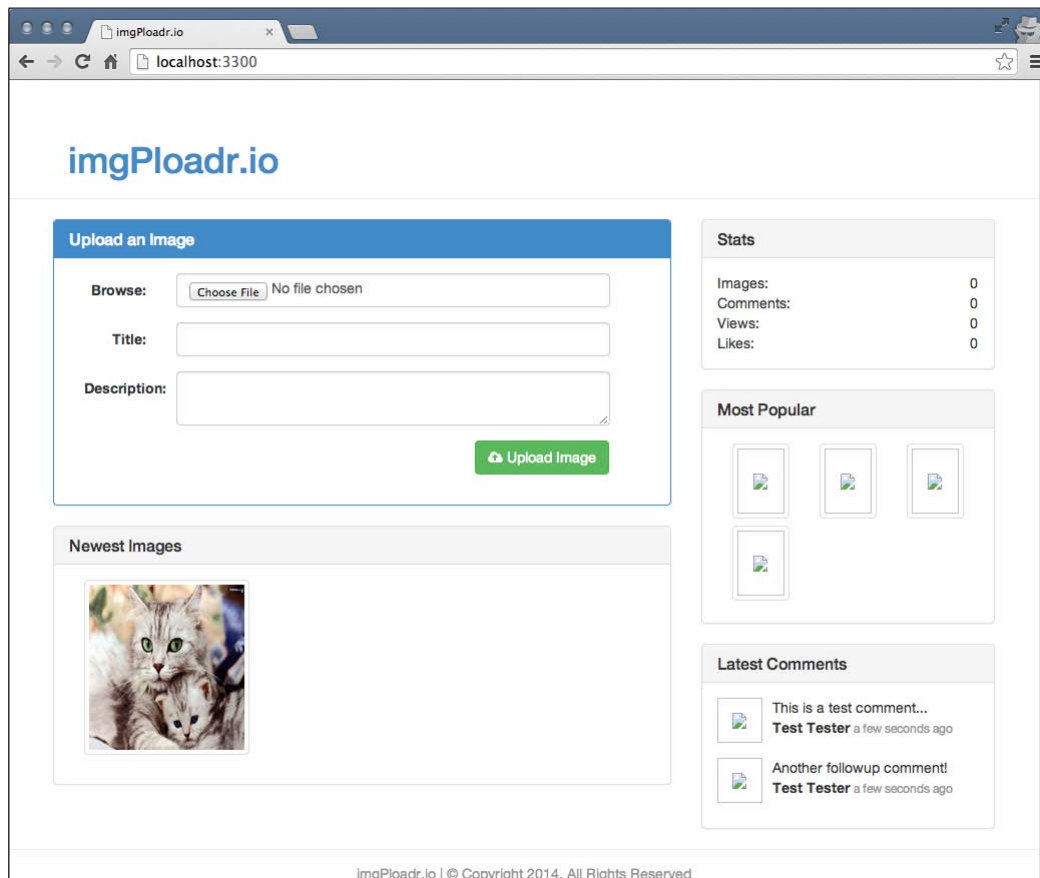 imgPloadr.io
localhost:3300
imgPloadr.io
Upload an Image
Browse:
Choose File No file chosen
Title:
Description:
Upload Image
Newest Images
Stats
Images: 0
Comments: 0
Views: 0
Likes: 0
Most Popular
Latest Comments
This is a test comment...
Test Tester a few seconds ago
Another followup comment!
Test Tester a few seconds ago
imgPloadr.io | © Copyright 2014, All Rights Reserved